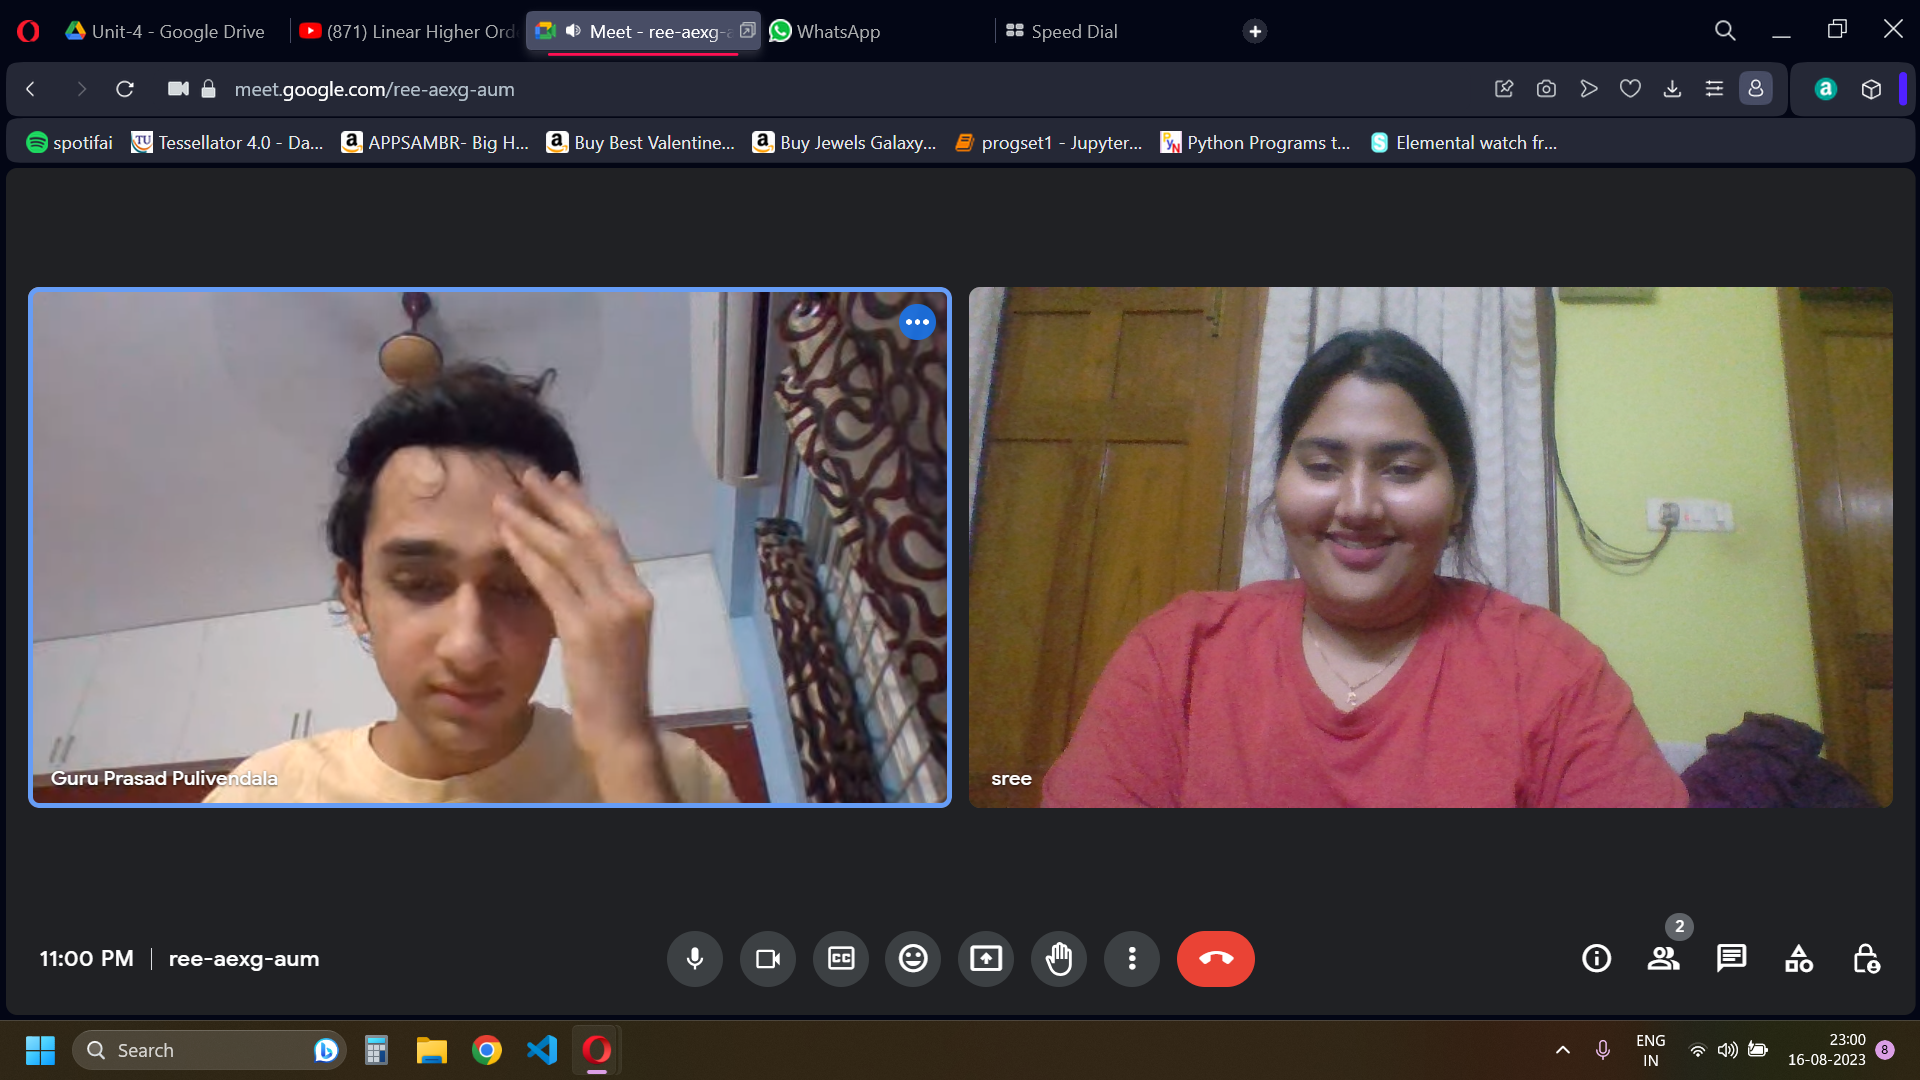 Unit-4 - Google Drive
(871) Linear Higher Ord
Meet - ree-aexg-a
WhatsApp
Speed Dial
meet.google.com/ree-aexg-aum
spotifai
TU Tessellator 4.0 - Da...
APPSAMBR- Big H...
Buy Best Valentine...
Buy Jewels Galaxy...
progset1 - Jupyter...
Python Programs t...
Elemental watch fr...
Guru Prasad Pulivendala
sree
11:00 PM
ree-aexg-aum
CC
2
Search
ENG
IN
23:00
16-08-2023
8